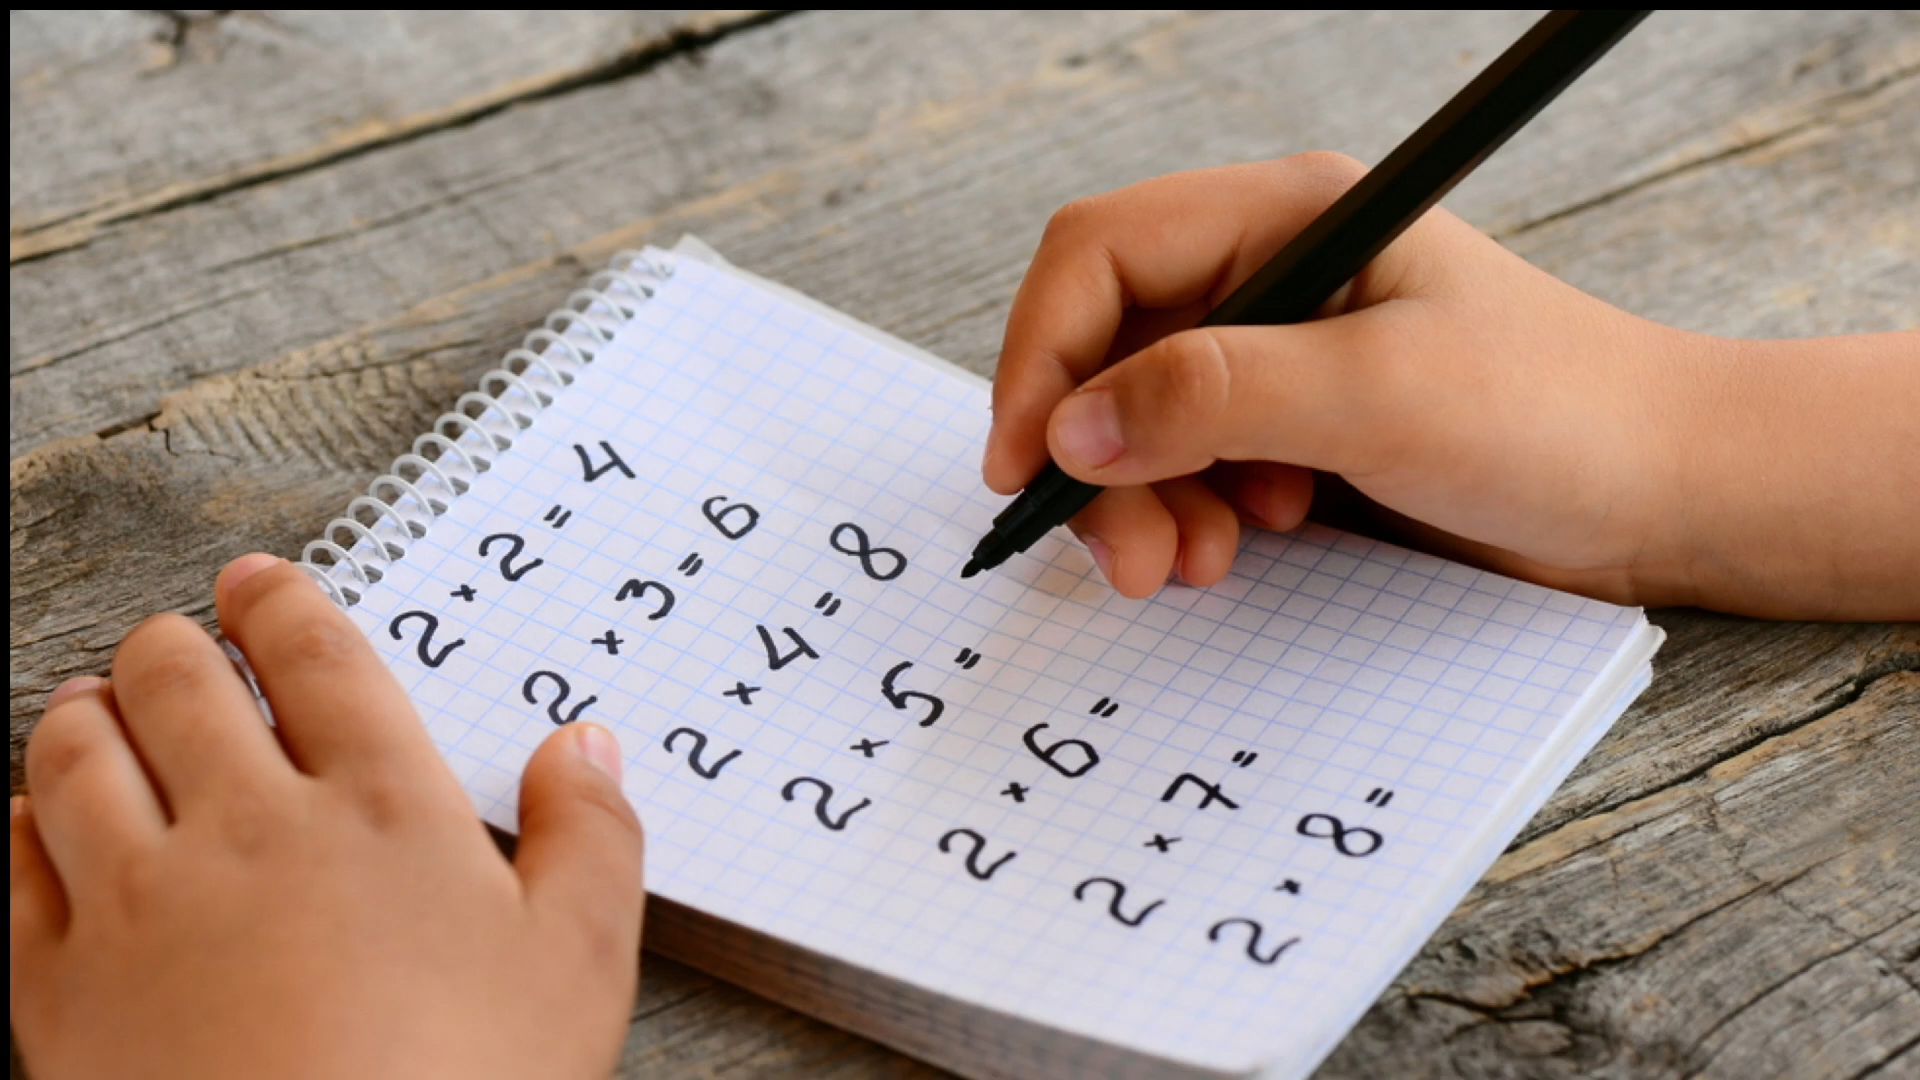 2 × 2 = 4
2 × 3 = 6
2 × 4 = 8
2 × 5 =
2 × 6 =
2 × 7 =
2 × 8 =